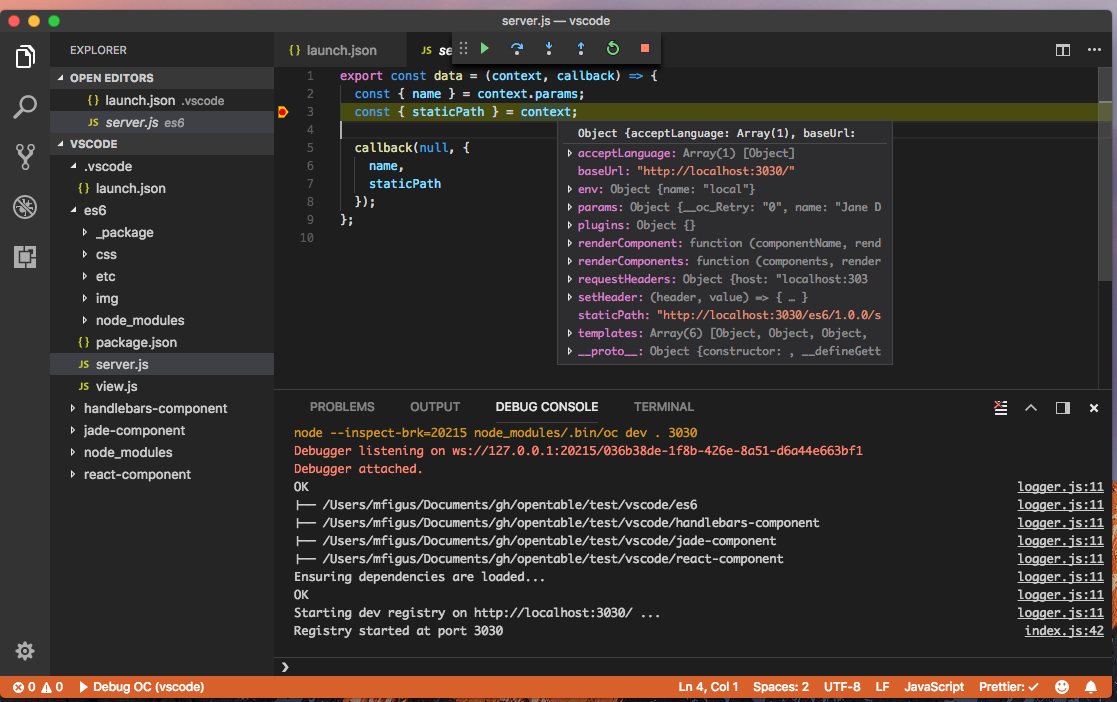 server.js — vscode
EXPLORER
OPEN EDITORS
{} launch.json .vscode
JS server.js es6
VSCODE
.vscode
{} launch.json
es6
_package
css
etc
img
node_modules
{} package.json
JS server.js
JS view.js
handlebars-component
jade-component
node_modules
react-component
{} launch.json
JS se
1 export const data = (context, callback) => {
2 const { name } = context.params;
3 const { staticPath } = context;
4
5 callback(null, {
6 name,
7 staticPath
8 });
9 };
10
Object {acceptLanguage: Array(1), baseUrl:
acceptLanguage: Array(1) [Object]
baseUrl: "http://localhost:3030/"
env: Object {name: "local"}
params: Object {__oc_Retry: "0", name: "Jane D
plugins: Object {}
renderComponent: function (componentName, rend
renderComponents: function (components, render
requestHeaders: Object {host: "localhost:303
setHeader: (header, value) => { … }
staticPath: "http://localhost:3030/es6/1.0.0/s
templates: Array(6) [Object, Object, Object,
__proto__: Object {constructor: , __defineGett
PROBLEMS OUTPUT DEBUG CONSOLE TERMINAL
node --inspect-brk=20215 node_modules/.bin/oc dev . 3030
Debugger listening on ws://127.0.0.1:20215/036b38de-1f8b-426e-8a51-d6a44e663bf1
Debugger attached.
OK logger.js:11
├── /Users/mfigus/Documents/gh/opentable/test/vscode/es6 logger.js:11
├── /Users/mfigus/Documents/gh/opentable/test/vscode/handlebars-component logger.js:11
├── /Users/mfigus/Documents/gh/opentable/test/vscode/jade-component logger.js:11
├── /Users/mfigus/Documents/gh/opentable/test/vscode/react-component logger.js:11
Ensuring dependencies are loaded... logger.js:11
OK logger.js:11
Starting dev registry on http://localhost:3030/ ... logger.js:11
Registry started at port 3030 index.js:42
❯
0 0 Debug OC (vscode) Ln 4, Col 1 Spaces: 2 UTF-8 LF JavaScript Prettier: ✓